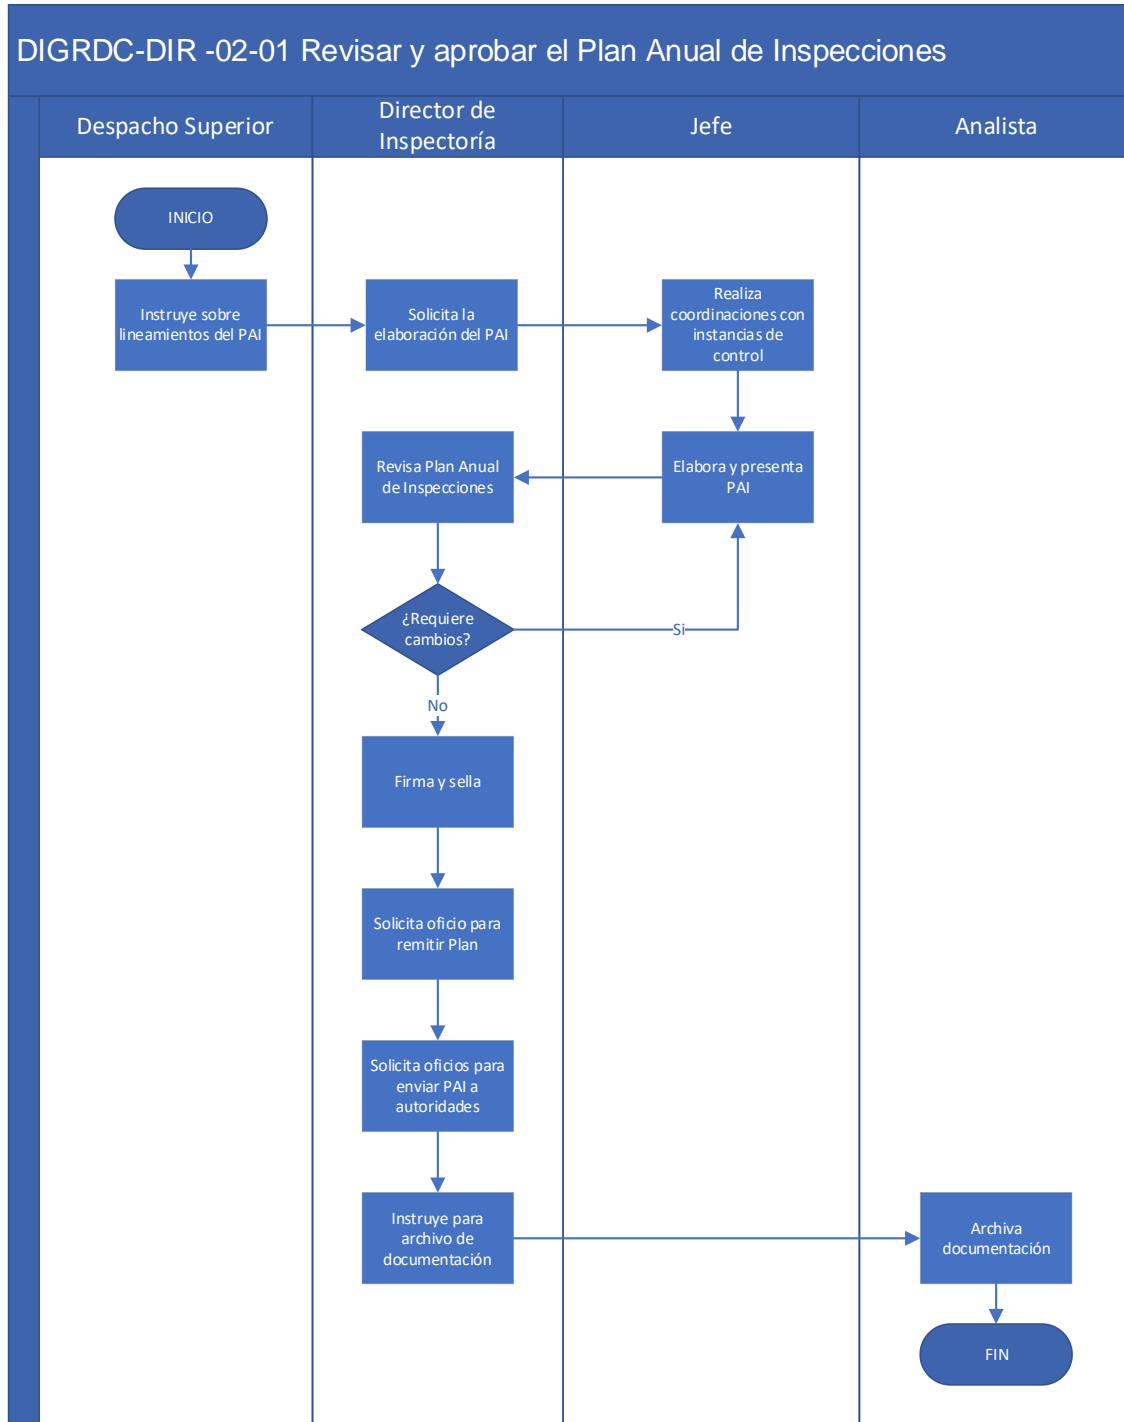 DIGRDC-DIR -02-01 Revisar y aprobar el Plan Anual de Inspecciones
Despacho Superior
Director de
Inspectoría
Jefe
Analista
INICIO
Instruye sobre
lineamientos del PAI
Solicita la
elaboración del PAI
Realiza
coordinaciones con
instancias de
control
Revisa Plan Anual
de Inspecciones
Elabora y presenta
PAI
¿Requiere
cambios?
Si
No
Firma y sella
Solicita oficio para
remitir Plan
Solicita oficios para
enviar PAI a
autoridades
Instruye para
archivo de
documentación
Archiva
documentación
FIN